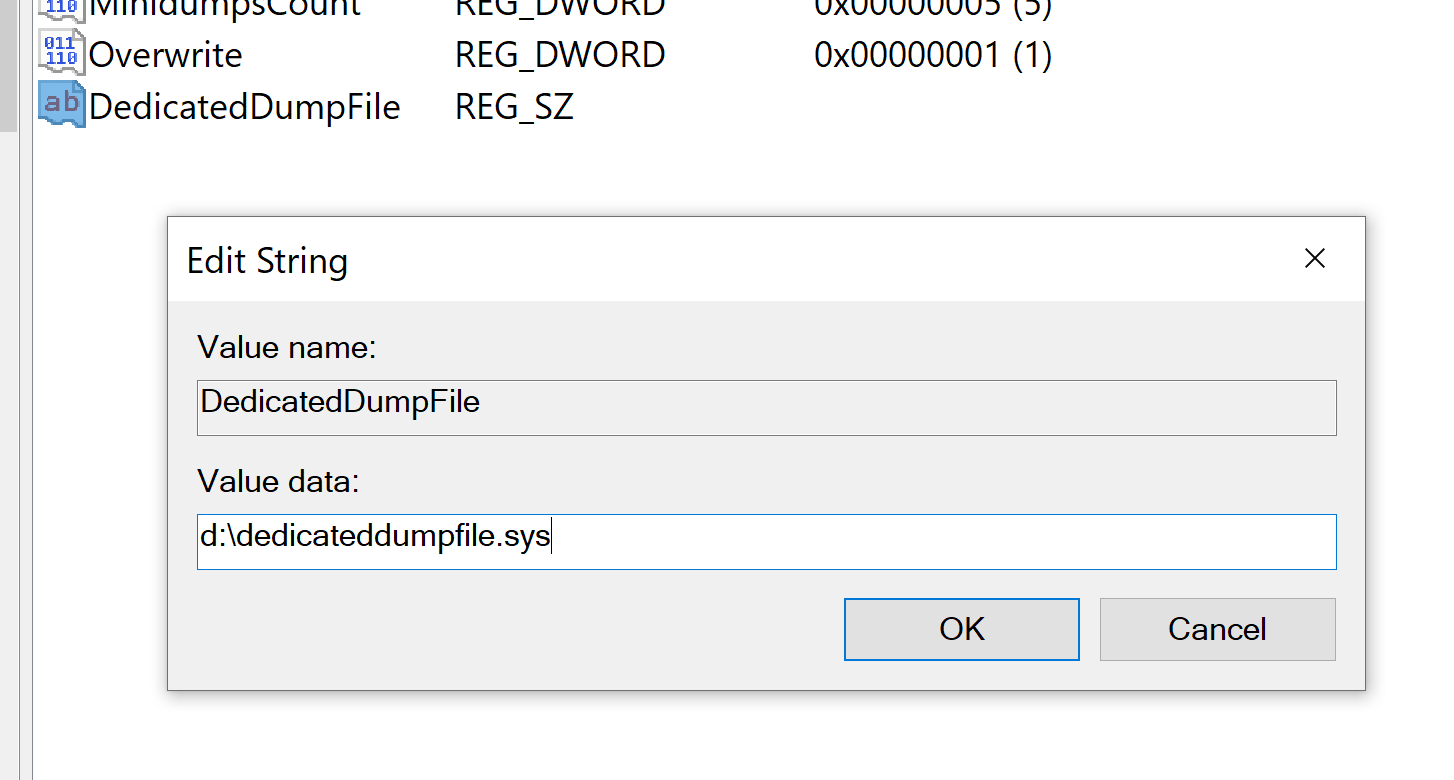 MinidumpsCount REG_DWORD 0x00000005 (5)
Overwrite REG_DWORD 0x00000001 (1)
DedicatedDumpFile REG_SZ
Edit String
Value name:
DedicatedDumpFile
Value data:
d:\dedicateddumpfile.sys
OK Cancel